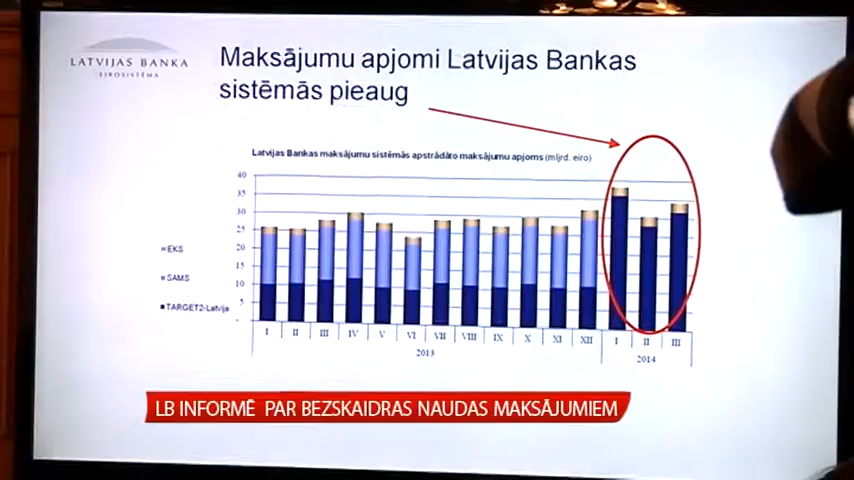 LATVIJAS BANKA
EIROSISTĒMA
Maksājumu apjomi Latvijas Bankas
sistēmās pieaug
Latvijas Bankas maksājumu sistēmās apstrādāto maksājumu apjoms (mljrd. eiro)
40
35
30
25
20
15
10
5
-
EKS
SAMS
TARGET2-Latvija
I II III IV V VI VII VIII IX X XI XII I II III
2013 2014
LB INFORMĒ PAR BEZSKAIDRAS NAUDAS MAKSĀJUMIEM